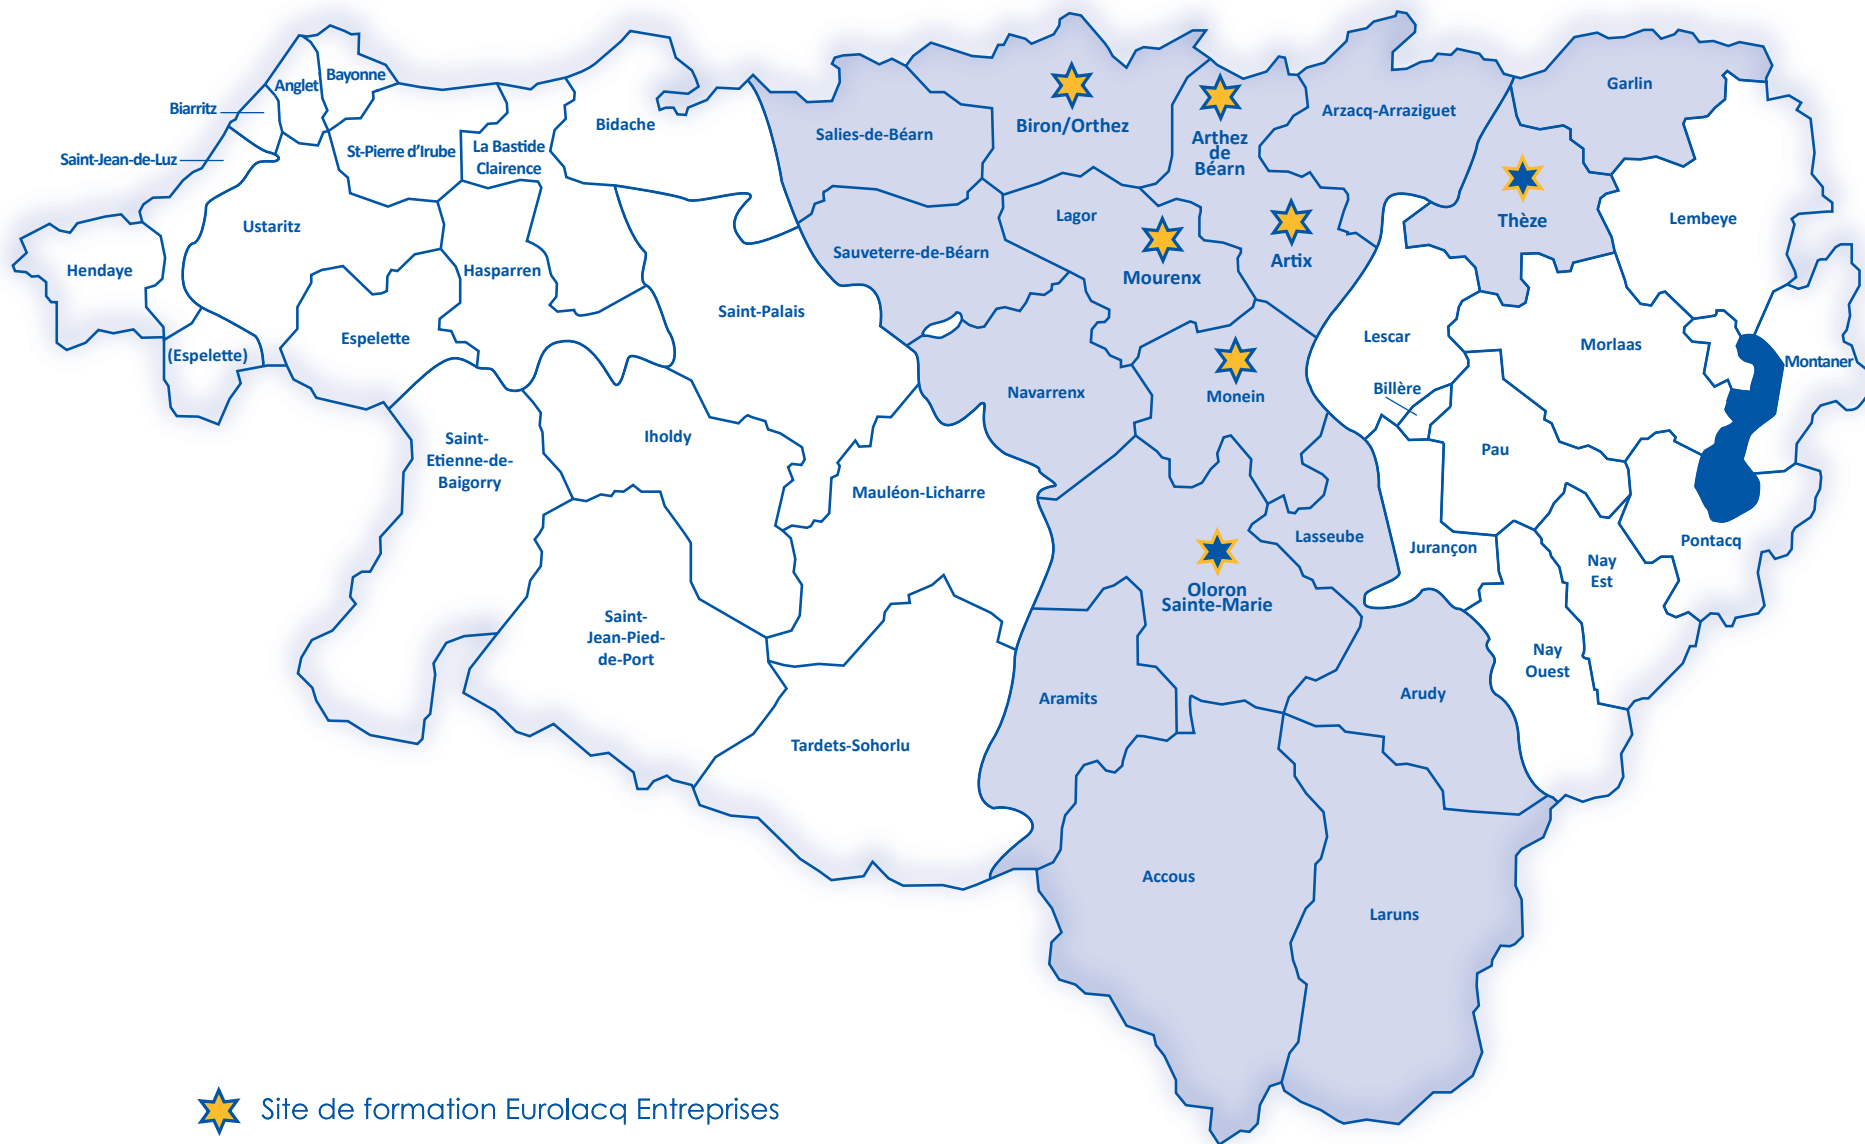 Bayonne
Anglet
Biarritz
Saint-Jean-de-Luz
St-Pierre d'Irube
La Bastide
Clairence
Bidache
Salies-de-Béarn
Biron/Orthez
Arthez
de
Béarn
Arzacq-Arraziguet
Garlin
Thèze
Lembeye
Hendaye
Ustaritz
Hasparren
Sauveterre-de-Béarn
Lagor
Mourenx
Artix
(Espelette)
Espelette
Saint-Palais
Lescar
Morlaas
Montaner
Navarrenx
Monein
Billère
Saint-
Etienne-de-
Baigorry
Iholdy
Mauléon-Licharre
Pau
Lasseube
Jurançon
Pontacq
Nay
Est
Oloron
Sainte-Marie
Saint-
Jean-Pied-
de-Port
Nay
Ouest
Aramits
Arudy
Tardets-Sohorlu
Accous
Laruns
Site de formation Eurolacq Entreprises